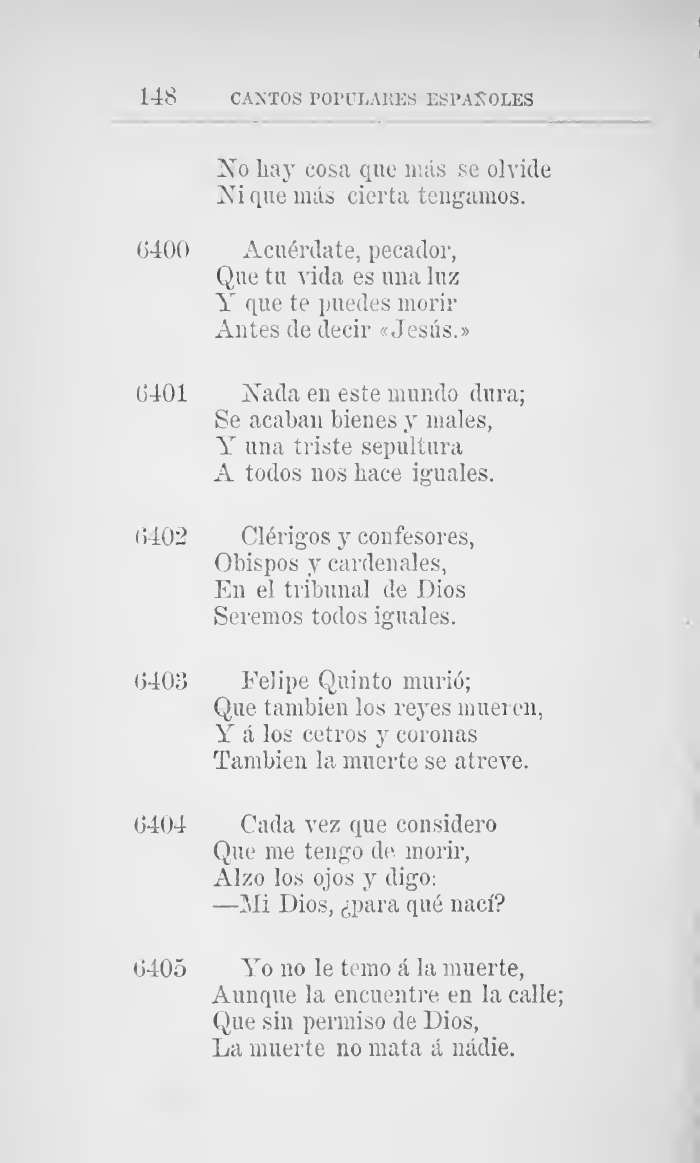 148 CANTOS POPULARES ESPAÑOLES
No hay cosa que más se olvide
Ni que más cierta tengamos.
6400 Acuérdate, pecador,
Que tu vida es una luz
Y que te puedes morir
Antes de decir «Jesús.»
6401 Nada en este mundo dura;
Se acaban bienes y males,
Y una triste sepultura
A todos nos hace iguales.
6402 Clérigos y confesores,
Obispos y cardenales,
En el tribunal de Dios
Seremos todos iguales.
6403 Felipe Quinto murió;
Que tambien los reyes mueren,
Y á los cetros y coronas
Tambien la muerte se atreve.
6404 Cada vez que considero
Que me tengo de morir,
Alzo los ojos y digo:
—Mi Dios, ¿para qué nací?
6405 Yo no le temo á la muerte,
Aunque la encuentre en la calle;
Que sin permiso de Dios,
La muerte no mata á nádie.